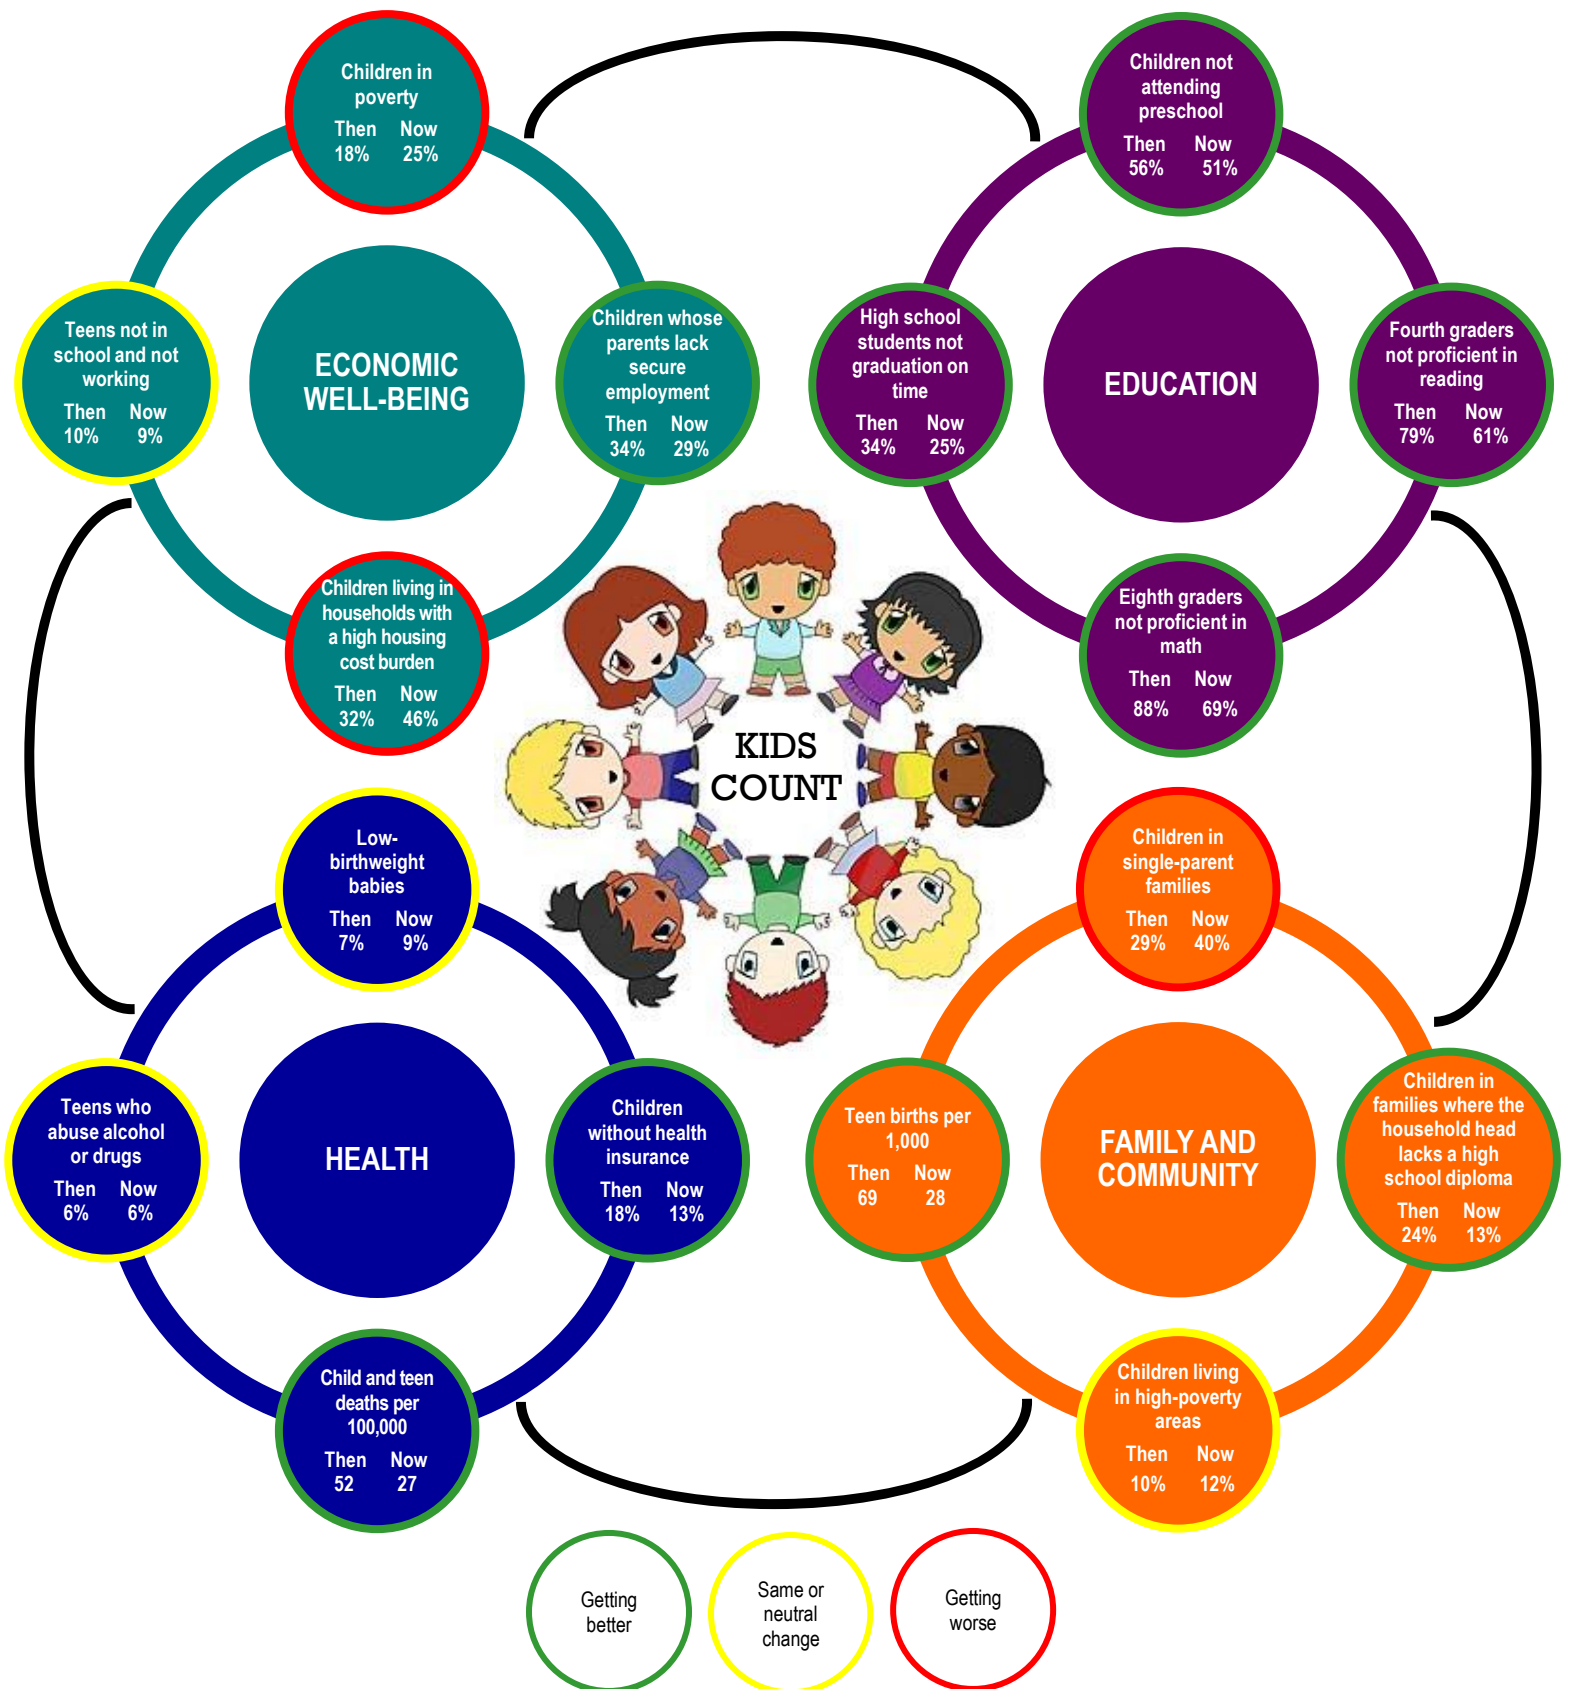 Children in
poverty
Then Now
18% 25%
Teens not in
school and not
working
Then Now
10% 9%
ECONOMIC
WELL-BEING
Children whose
parents lack
secure
employment
Then Now
34% 29%
Children living in
households with
a high housing
cost burden
Then Now
32% 46%
Children not
attending
preschool
Then Now
56% 51%
High school
students not
graduation on
time
Then Now
34% 25%
EDUCATION
Fourth graders
not proficient in
reading
Then Now
79% 61%
Eighth graders
not proficient in
math
Then Now
88% 69%
KIDS
COUNT
Low-
birthweight
babies
Then Now
7% 9%
Teens who
abuse alcohol
or drugs
Then Now
6% 6%
HEALTH
Children
without health
insurance
Then Now
18% 13%
Child and teen
deaths per
100,000
Then Now
52 27
Children in
single-parent
families
Then Now
29% 40%
Teen births per
1,000
Then Now
69 28
FAMILY AND
COMMUNITY
Children in
families where the
household head
lacks a high
school diploma
Then Now
24% 13%
Children living
in high-poverty
areas
Then Now
10% 12%
Getting
better
Same or
neutral
change
Getting
worse